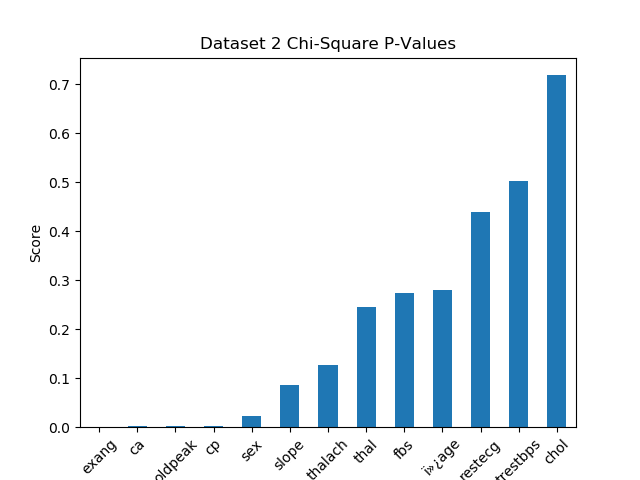 Dataset 2 Chi-Square P-Values
Score
0.7
0.6
0.5
0.4
0.3
0.2
0.1
0.0
exang
ca
oldpeak
cp
sex
slope
thalach
thal
fbs
ï»¿age
restecg
trestbps
chol